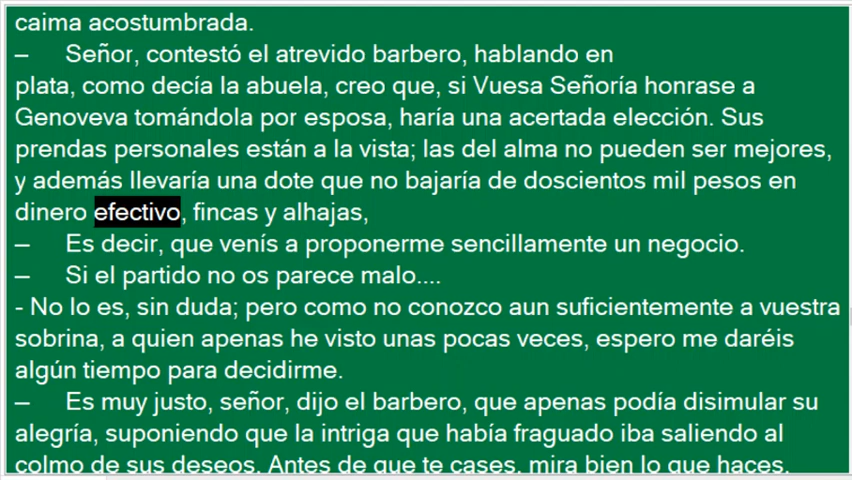 caima acostumbrada.
– Señor, contestó el atrevido barbero, hablando en
plata, como decía la abuela, creo que, si Vuesa Señoría honrase a
Genoveva tomándola por esposa, haría una acertada elección. Sus
prendas personales están a la vista; las del alma no pueden ser mejores,
y además llevaría una dote que no bajaría de doscientos mil pesos en
dinero efectivo, fincas y alhajas,
– Es decir, que venís a proponerme sencillamente un negocio.
– Si el partido no os parece malo....
- No lo es, sin duda; pero como no conozco aun suficientemente a vuestra
sobrina, a quien apenas he visto unas pocas veces, espero me daréis
algún tiempo para decidirme.
– Es muy justo, señor, dijo el barbero, que apenas podía disimular su
alegría, suponiendo que la intriga que había fraguado iba saliendo al
colmo de sus deseos. Antes de que te cases, mira bien lo que haces,